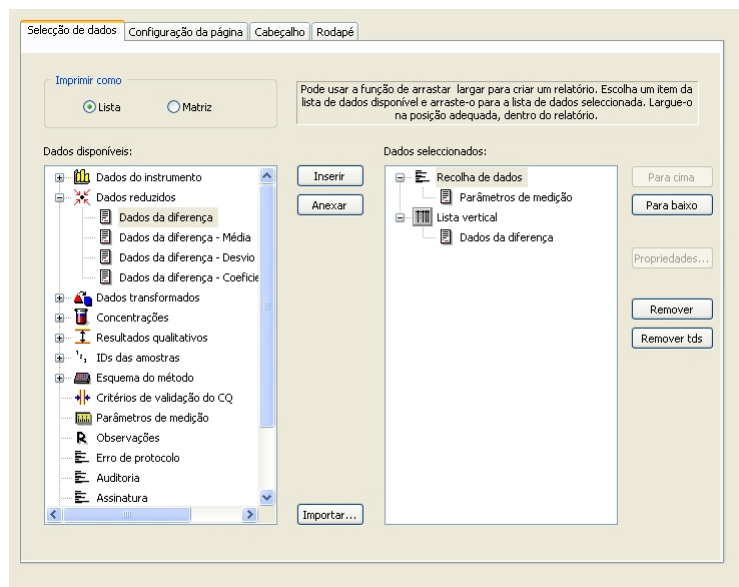 Selecção de dados
Configuração da página
Cabeçalho
Rodapé
Imprimir como
Lista
Matriz
Pode usar a função de arrastar largar para criar um relatório. Escolha um item da
lista de dados disponível e arraste-o para a lista de dados seleccionada. Largue-o
na posição adequada, dentro do relatório.
Dados disponíveis:
Dados do instrumento
Dados reduzidos
Dados da diferença
Dados da diferença - Média
Dados da diferença - Desvio
Dados da diferença - Coeficie
Dados transformados
Concentrações
Resultados qualitativos
IDs das amostras
Esquema do método
Critérios de validação do CQ
Parâmetros de medição
Observações
Erro de protocolo
Auditoria
Assinatura
Inserir
Anexar
Importar...
Dados seleccionados:
Recolha de dados
Parâmetros de medição
Lista vertical
Dados da diferença
Para cima
Para baixo
Propriedades...
Remover
Remover tds